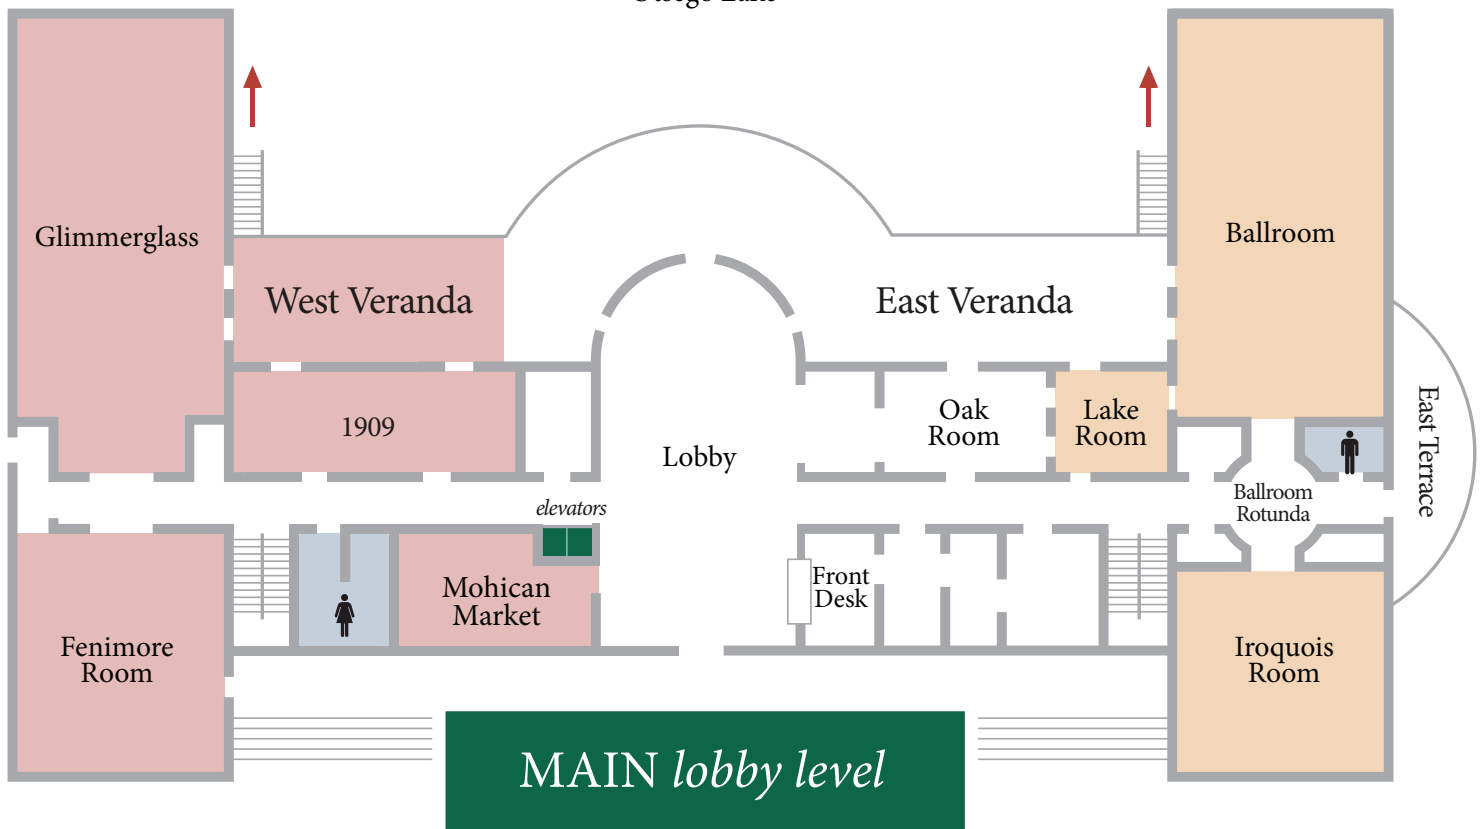 Glimmerglass
Ballroom
West Veranda
East Veranda
1909
Oak
Room
Lake
Room
East Terrace
Lobby
elevators
Ballroom
Rotunda
Front
Desk
Mohican
Market
Fenimore
Room
Iroquois
Room
MAIN lobby level